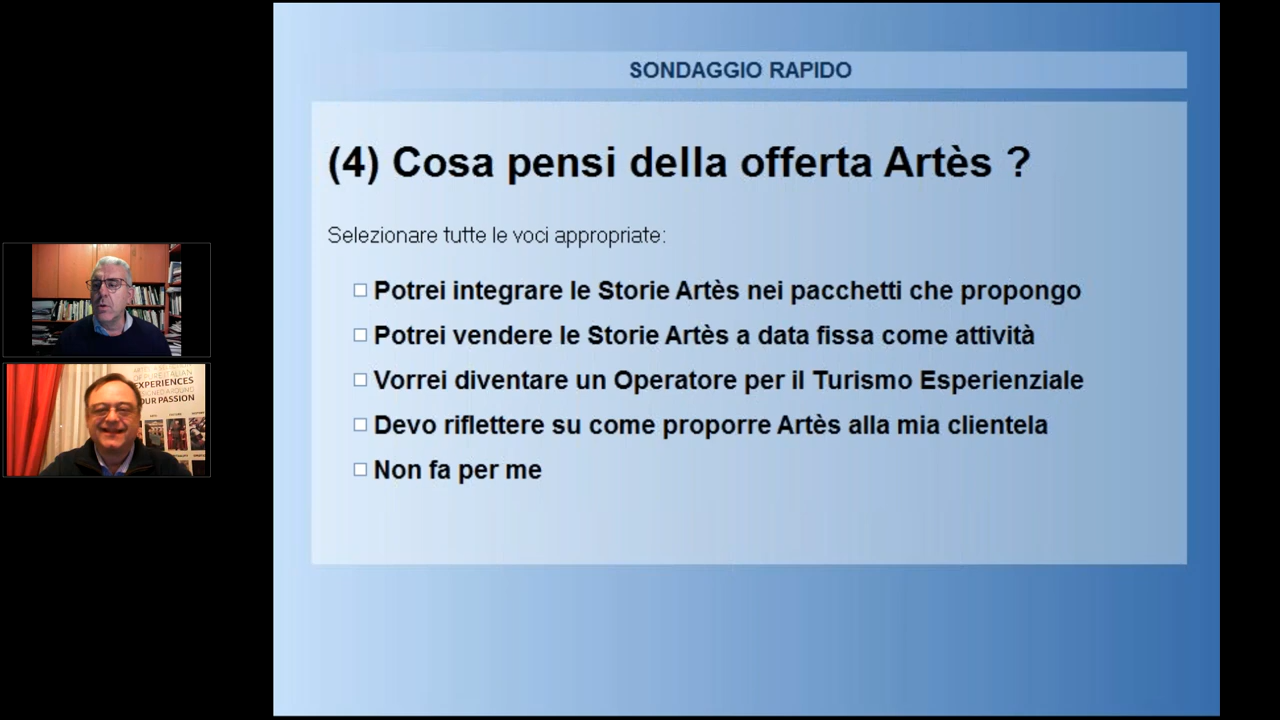 SONDAGGIO RAPIDO
(4) Cosa pensi della offerta Artès ?
Selezionare tutte le voci appropriate:
Potrei integrare le Storie Artès nei pacchetti che propongo
Potrei vendere le Storie Artès a data fissa come attività
Vorrei diventare un Operatore per il Turismo Esperienziale
Devo riflettere su come proporre Artès alla mia clientela
Non fa per me
EXPERIENCES
OUR PASSION